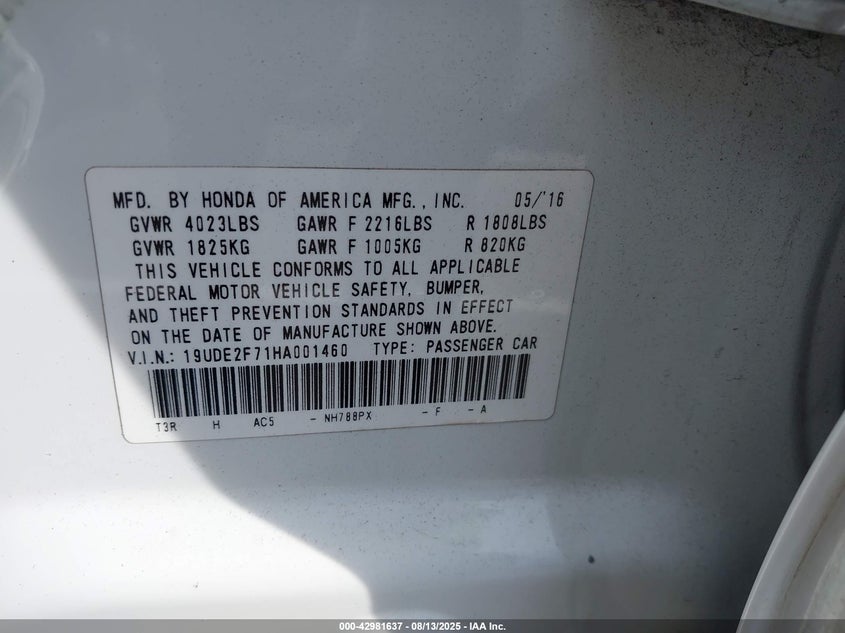 MFD. BY HONDA OF AMERICA MFG., INC. 05/'16
GVWR 4023LBS GAWR F 2216LBS R 1808LBS
GVWR 1825KG GAWR F 1005KG R 820KG
THIS VEHICLE CONFORMS TO ALL APPLICABLE
FEDERAL MOTOR VEHICLE SAFETY, BUMPER,
AND THEFT PREVENTION STANDARDS IN EFFECT
ON THE DATE OF MANUFACTURE SHOWN ABOVE.
V.I.N.: 19UDE2F71HA001460 TYPE: PASSENGER CAR
T3R H AC5 - NH788PX - F - A
000-42981637 - 08/13/2025 - IAA Inc.